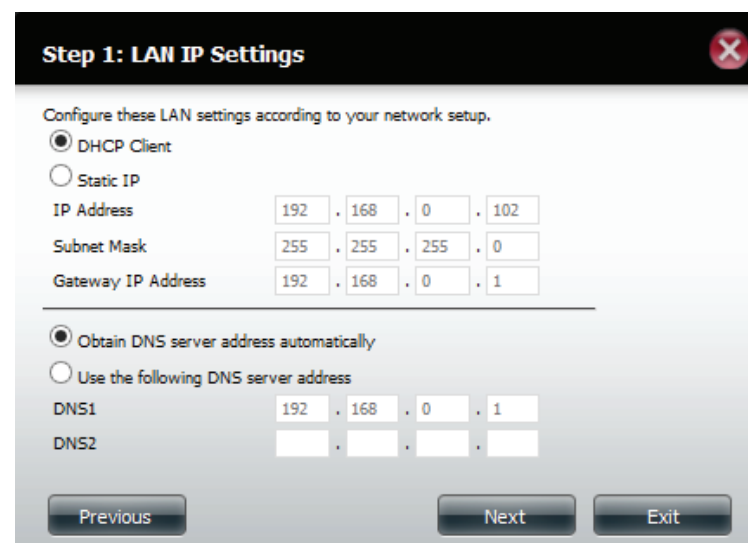 Step 1: LAN IP Settings
Configure these LAN settings according to your network setup.
DHCP Client
Static IP
IP Address 192 . 168 . 0 . 102
Subnet Mask 255 . 255 . 255 . 0
Gateway IP Address 192 . 168 . 0 . 1
Obtain DNS server address automatically
Use the following DNS server address
DNS1 192 . 168 . 0 . 1
DNS2 . . .
Previous Next Exit